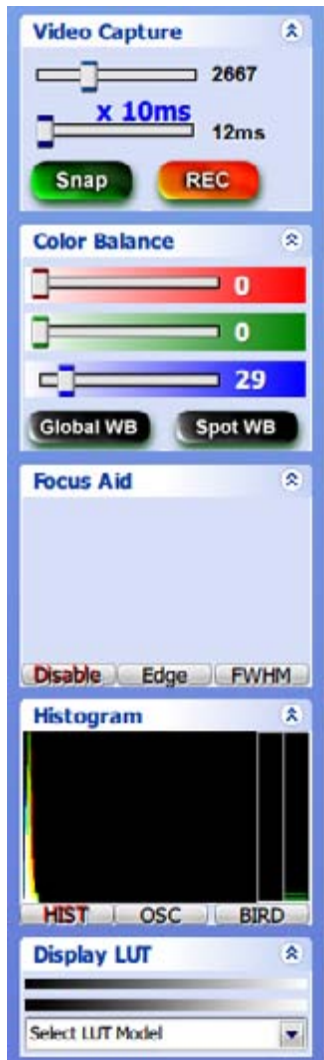 Video Capture
2667
x 10ms
12ms
Snap REC
Color Balance
0
0
29
Global WB Spot WB
Focus Aid
Disable Edge FWHM
Histogram
HIST OSC BIRD
Display LUT
Select LUT Model